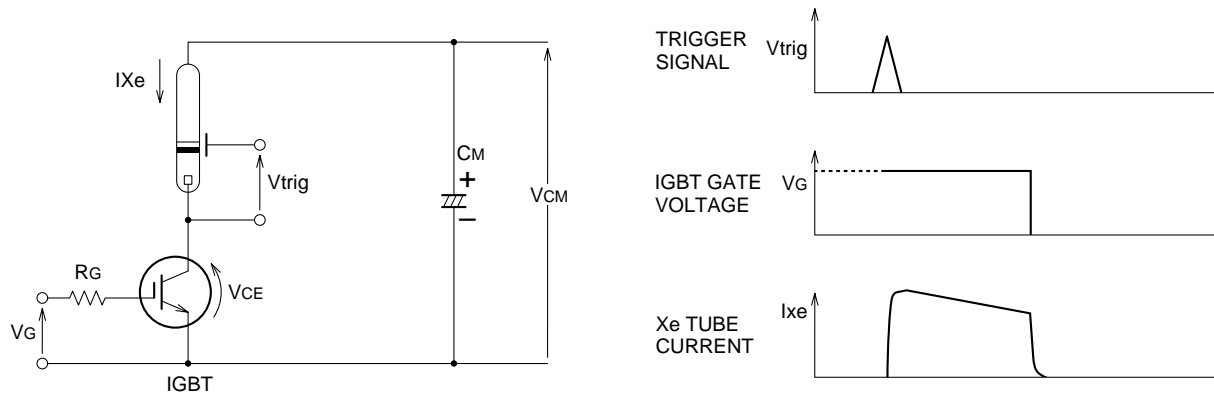 IXe
Vtrig
CM
+
–
VCM
RG
VCE
VG
IGBT
TRIGGER
SIGNAL
Vtrig
IGBT GATE
VOLTAGE
VG
Xe TUBE
CURRENT
Ixe